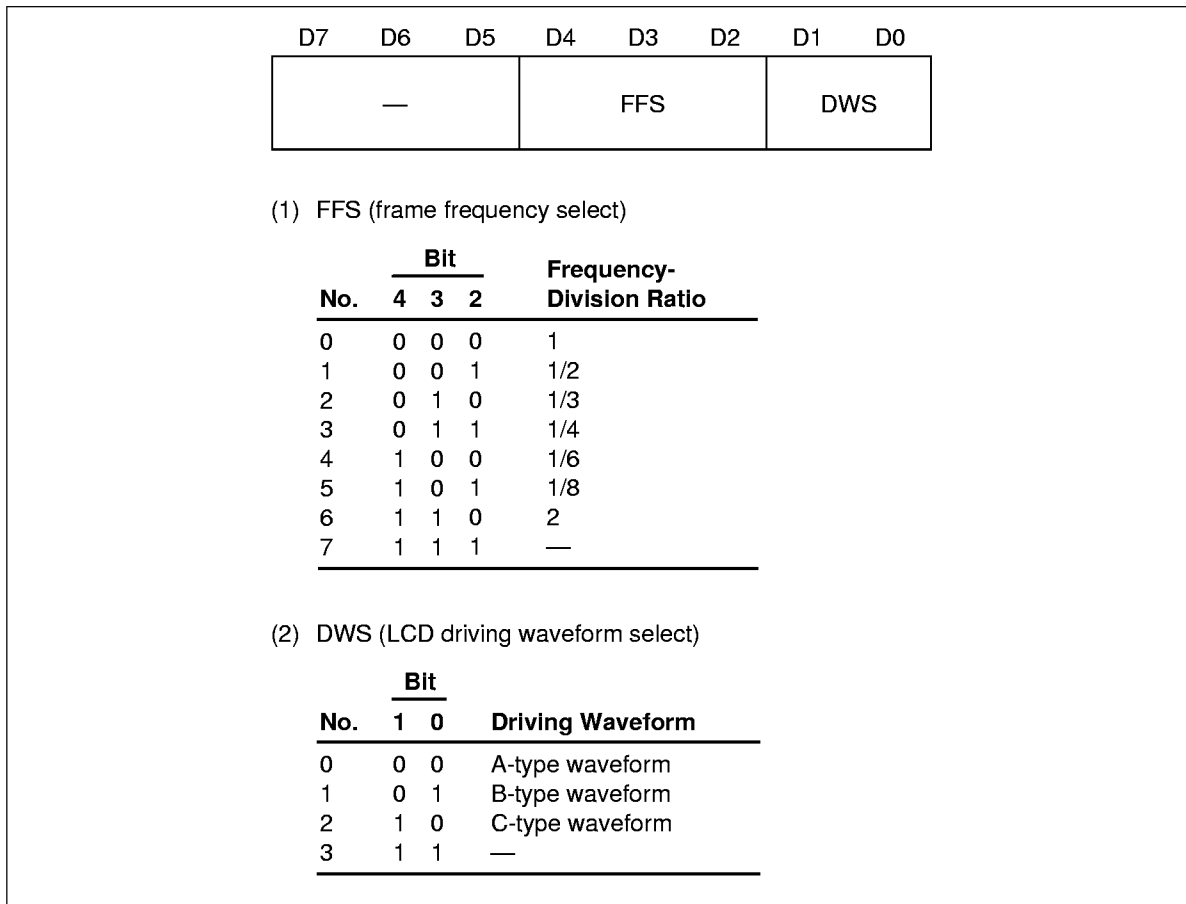 D7 D6 D5 D4 D3 D2 D1 D0
— FFS DWS
(1) FFS (frame frequency select)
Bit
Frequency-
No. 4 3 2 Division Ratio
0 0 0 0 1
1 0 0 1 1/2
2 0 1 0 1/3
3 0 1 1 1/4
4 1 0 0 1/6
5 1 0 1 1/8
6 1 1 0 2
7 1 1 1 —
(2) DWS (LCD driving waveform select)
Bit
No. 1 0 Driving Waveform
0 0 0 A-type waveform
1 0 1 B-type waveform
2 1 0 C-type waveform
3 1 1 —